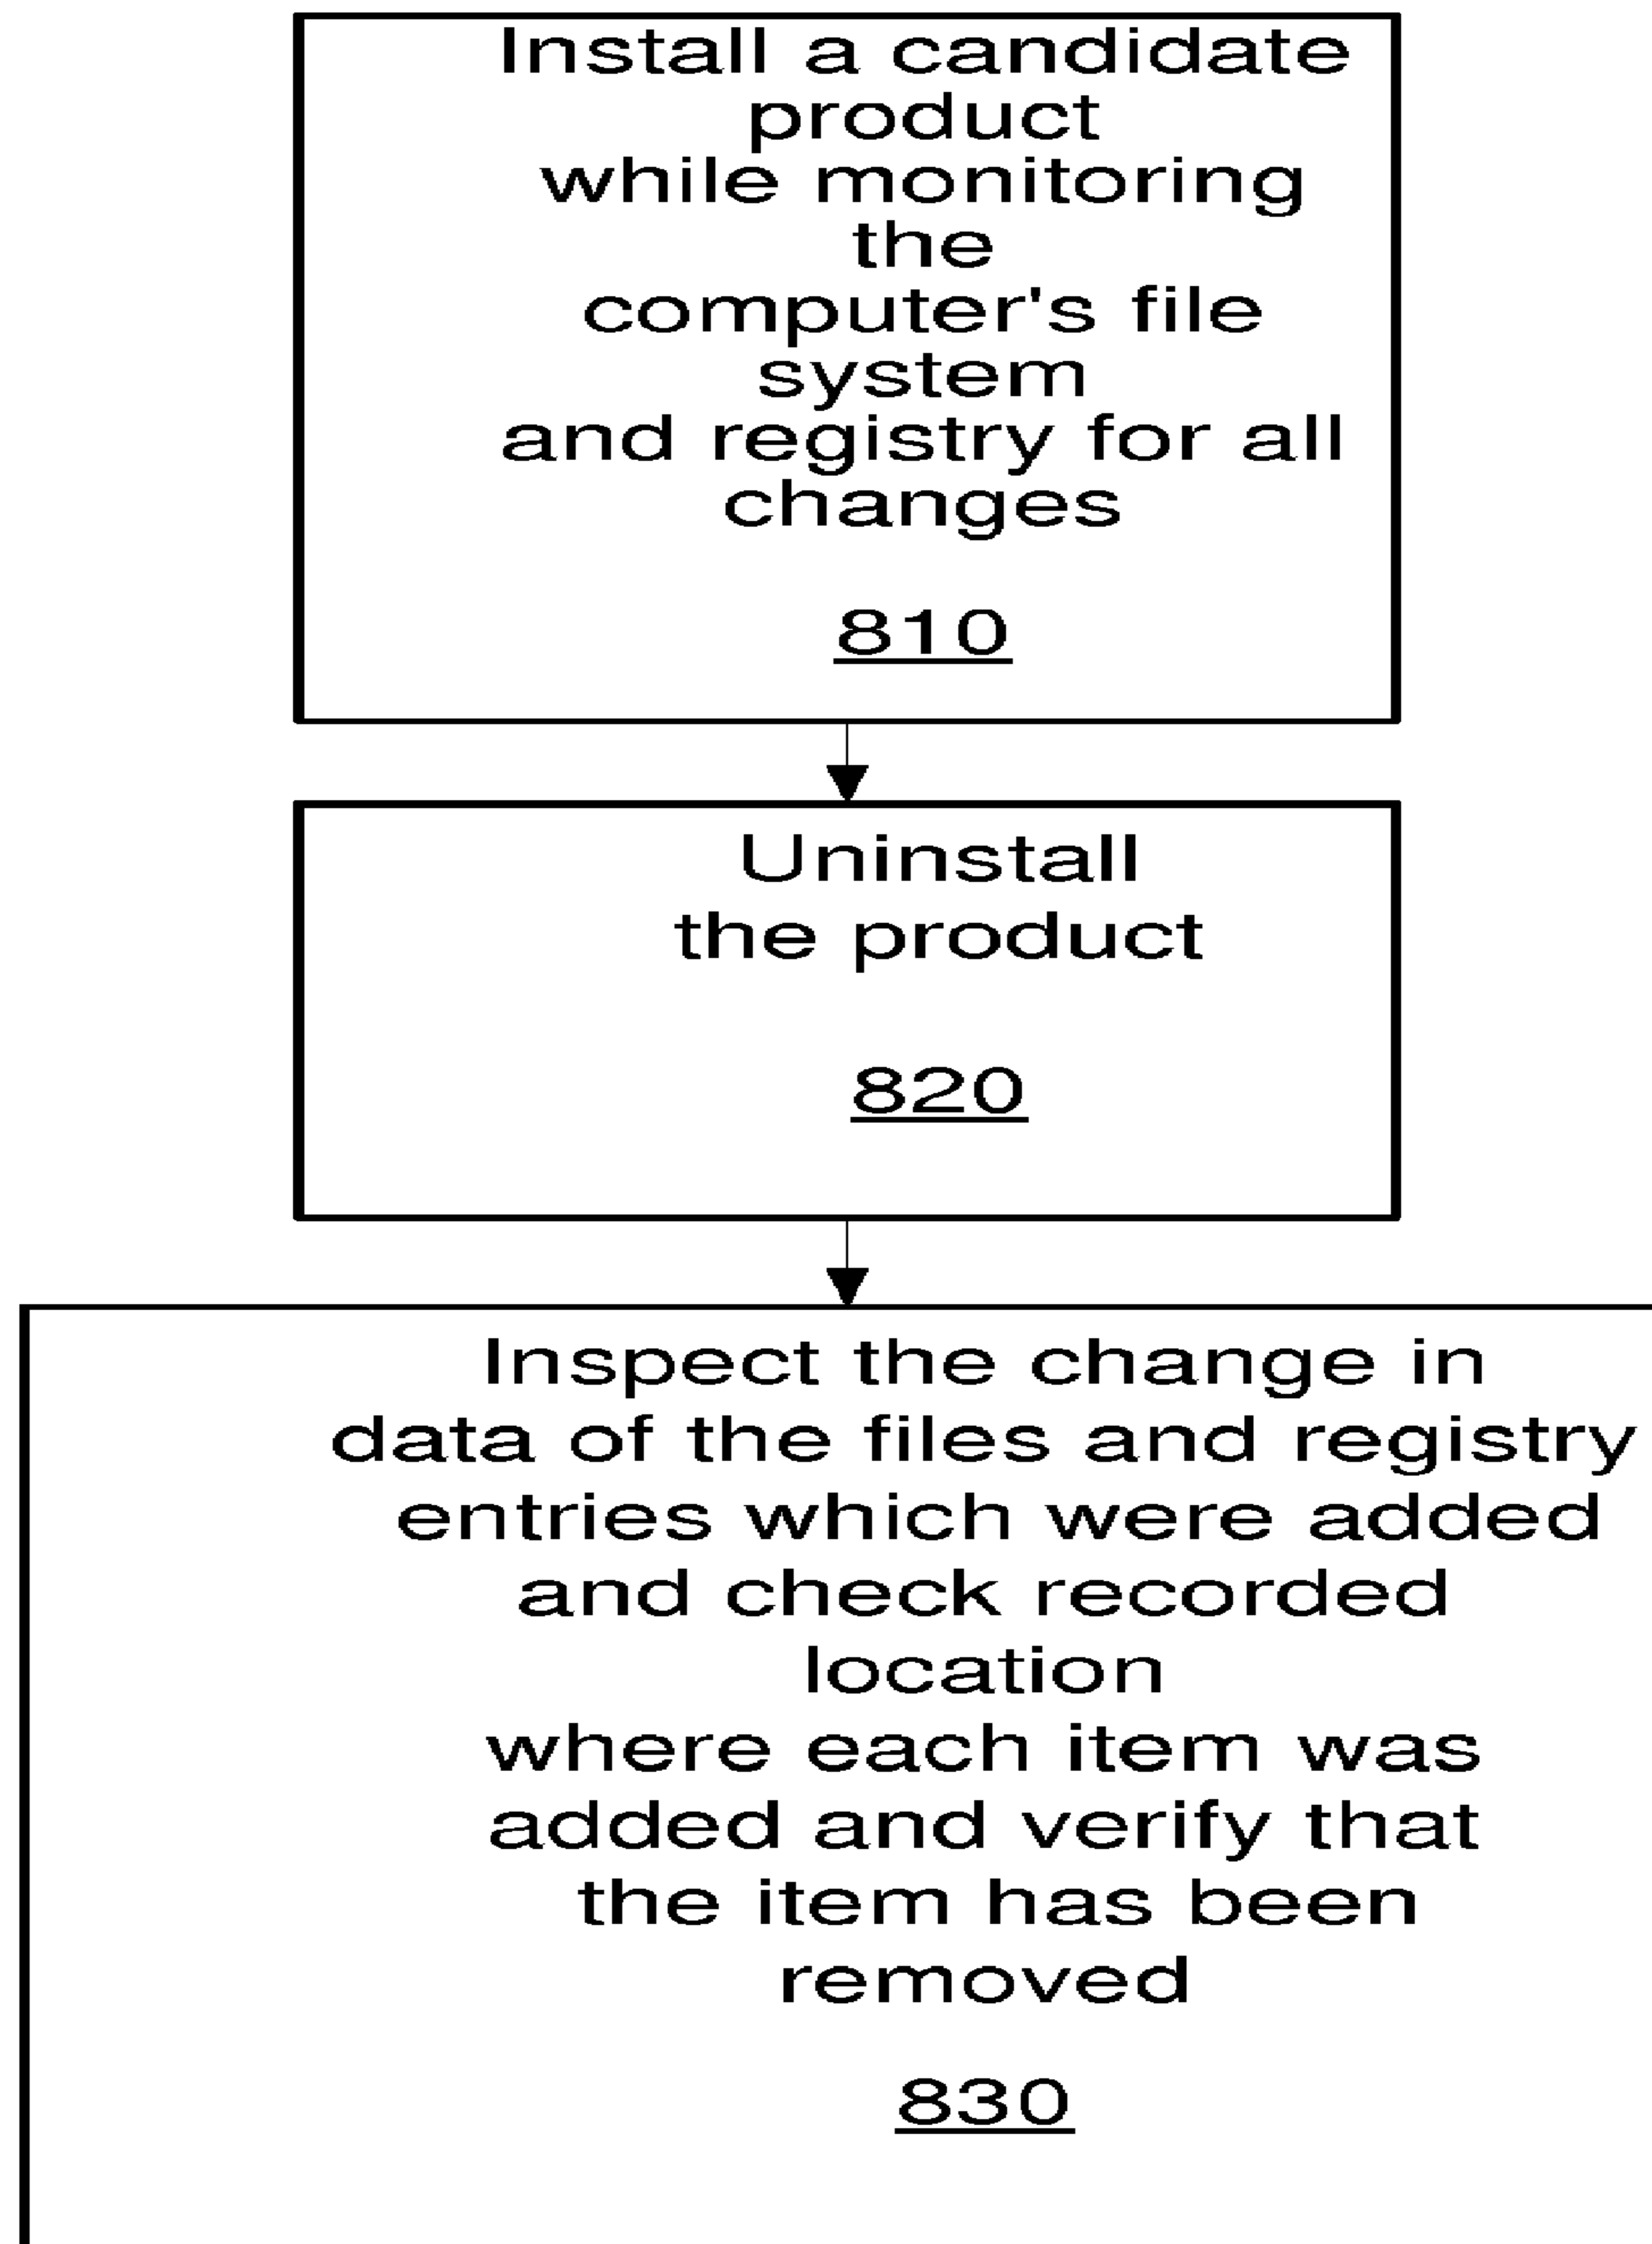 Install a candidate
product
while monitoring
the
computer's file
system
and registry for all
changes
810
Uninstall
the product
820
Inspect the change in
data of the files and registry
entries which were added
and check recorded
location
where each item was
added and verify that
the item has been
removed
830